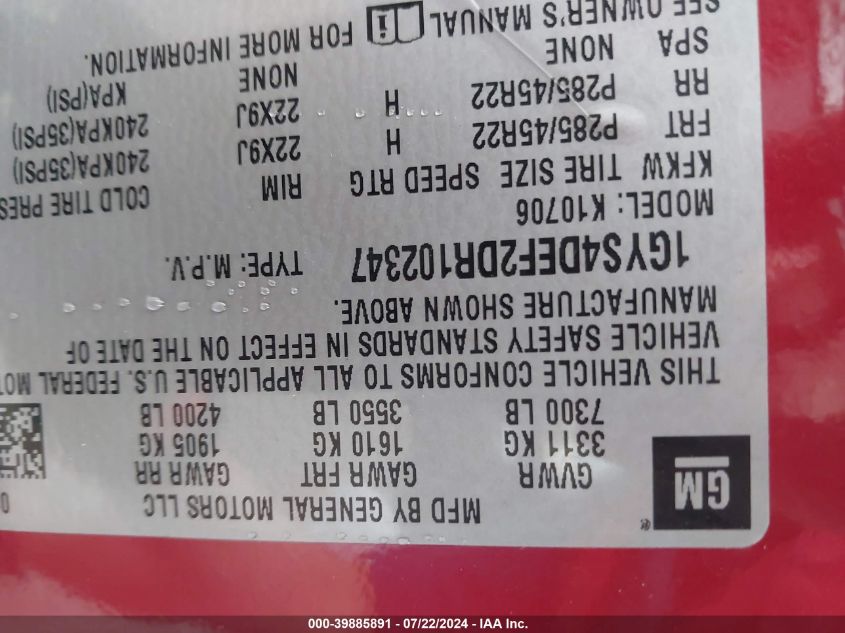 MFD BY GENERAL MOTORS LLC 0
GM
GVWR GAWR FRT GAWR RR
3311 KG 1610 KG 1905 KG
7300 LB 3550 LB 4200 LB
THIS VEHICLE CONFORMS TO ALL APPLICABLE U.S. FEDERAL MOT
VEHICLE SAFETY STANDARDS IN EFFECT ON THE DATE OF
MANUFACTURE SHOWN ABOVE.
1GYS4DEF2DR102347 TYPE: M.P.V.
MODEL: K10706
KFKW TIRE SIZE SPEED RTG RIM COLD TIRE PRES
FRT P285/45R22 H 22X9J 240KPA(35PSI)
RR P285/45R22 H 22X9J 240KPA(35PSI)
SPA NONE NONE KPA(PSI)
SEE OWNER'S MANUAL i FOR MORE INFORMATION.
000-39885891 - 07/22/2024 - IAA Inc.